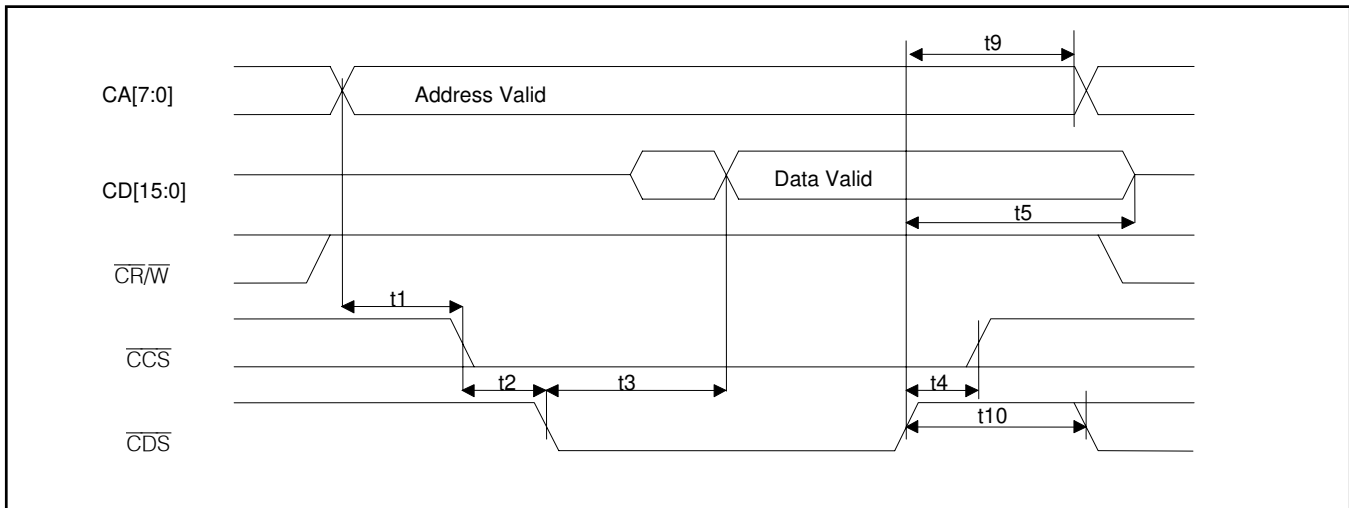 t9
CA[7:0]
Address Valid
CD[15:0]
Data Valid
t5
CR/W
t1
CCS
t2
t3
t4
CDS
t10